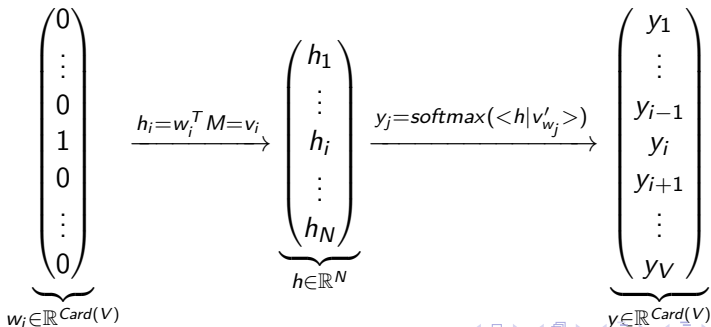 0
⋮
0
1
0
⋮
0
w_i∈ℝ^{Card(V)}
h_i=w_i^T M=v_i
h_1
⋮
h_i
⋮
h_N
h∈ℝ^N
y_j=softmax(<h|v'_{w_j}>)
y_1
⋮
y_{i−1}
y_i
y_{i+1}
⋮
y_V
y∈ℝ^{Card(V)}